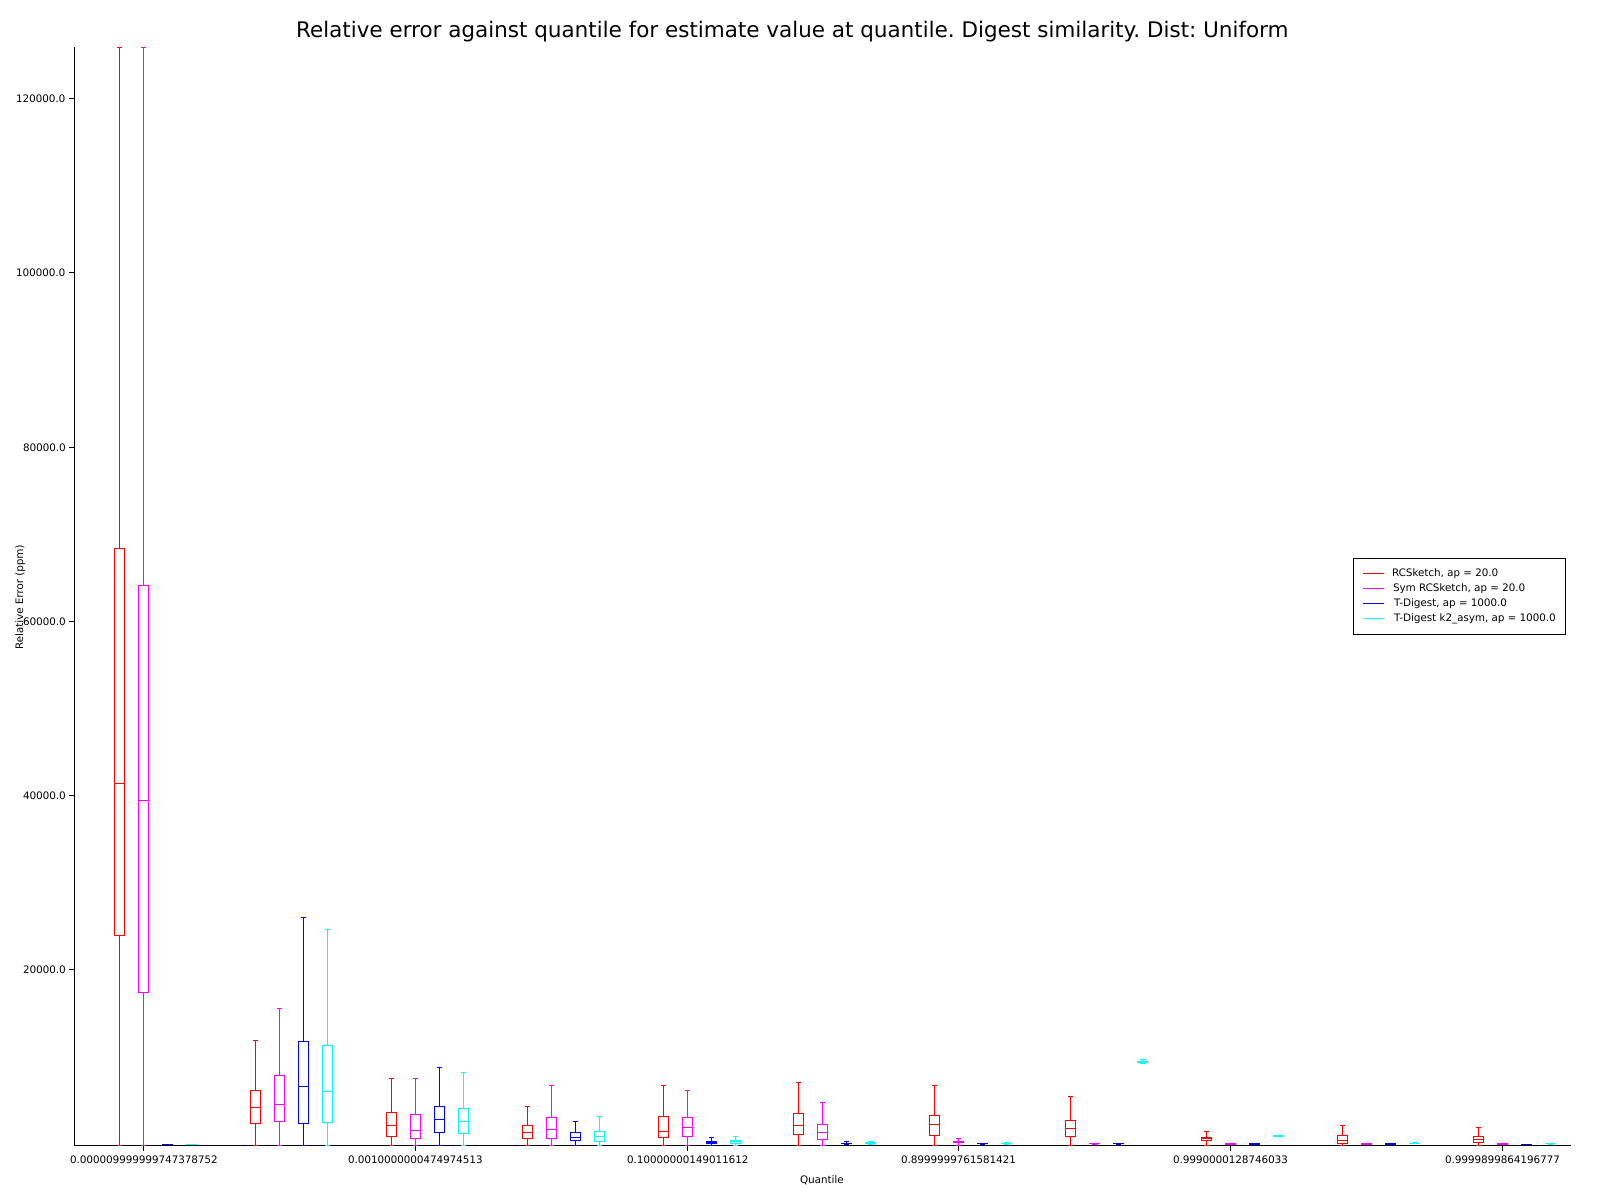 Relative error against quantile for estimate value at quantile. Digest similarity. Dist: Uniform
120000.0
100000.0
80000.0
60000.0
40000.0
20000.0
Relative Error (ppm)
RCSketch, ap = 20.0
Sym RCSketch, ap = 20.0
T-Digest, ap = 1000.0
T-Digest k2_asym, ap = 1000.0
0.000009999999747378752 0.0010000000474974513 0.10000000149011612 0.8999999761581421 0.9990000128746033 0.9999899864196777
Quantile